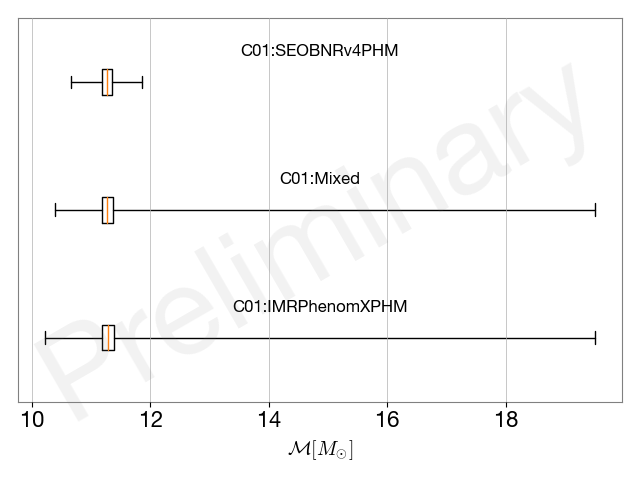 C01:SEOBNRv4PHM
C01:Mixed
C01:IMRPhenomXPHM
Preliminary
10 12 14 16 18
ℳ[M⊙]